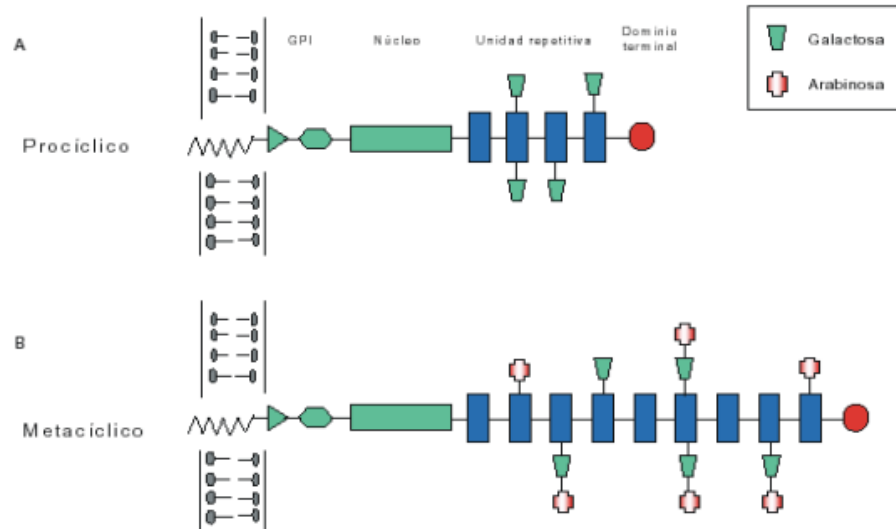 A
GPI
Núcleo
Unidad repetitiva
Dominio
terminal
Galactosa
Arabinosa
Procíclico
B
Metacíclico